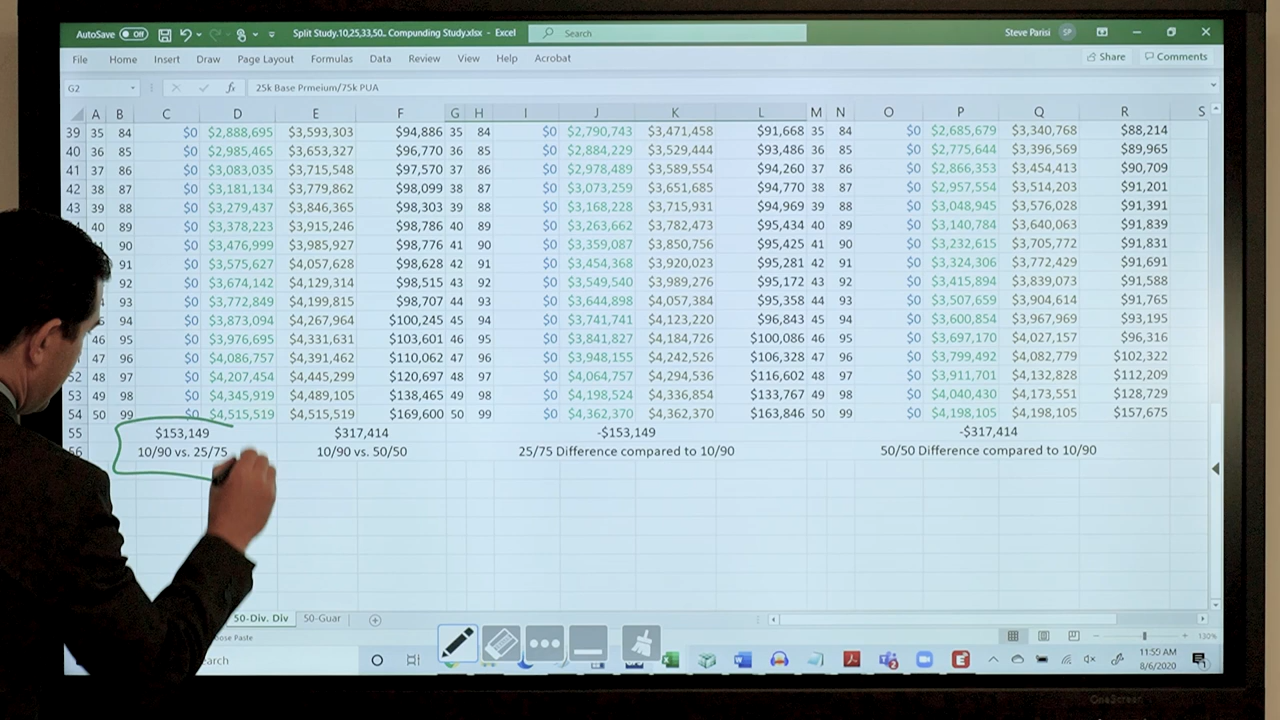 AutoSave Off Split Study.10,25,33,50.. Compunding Study.xlsx - Excel Search Steve Parisi SP
File Home Insert Draw Page Layout Formulas Data Review View Help Acrobat Share Comments
G2 fx 25k Base Prmeium/75k PUA
A B C D E F G H I J K L M N O P Q R S
39 35 84 $0 $2,888,695 $3,593,303 $94,886 35 84 $0 $2,790,743 $3,471,458 $91,668 35 84 $0 $2,685,679 $3,340,768 $88,214
40 36 85 $0 $2,985,465 $3,653,327 $96,770 36 85 $0 $2,884,229 $3,529,444 $93,486 36 85 $0 $2,775,644 $3,396,569 $89,965
41 37 86 $0 $3,083,035 $3,715,548 $97,570 37 86 $0 $2,978,489 $3,589,554 $94,260 37 86 $0 $2,866,353 $3,454,413 $90,709
42 38 87 $0 $3,181,134 $3,779,862 $98,099 38 87 $0 $3,073,259 $3,651,685 $94,770 38 87 $0 $2,957,554 $3,514,203 $91,201
43 39 88 $0 $3,279,437 $3,846,365 $98,303 39 88 $0 $3,168,228 $3,715,931 $94,969 39 88 $0 $3,048,945 $3,576,028 $91,391
40 89 $0 $3,378,223 $3,915,246 $98,786 40 89 $0 $3,263,662 $3,782,473 $95,434 40 89 $0 $3,140,784 $3,640,063 $91,839
90 $0 $3,476,999 $3,985,927 $98,776 41 90 $0 $3,359,087 $3,850,756 $95,425 41 90 $0 $3,232,615 $3,705,772 $91,831
91 $0 $3,575,627 $4,057,628 $98,628 42 91 $0 $3,454,368 $3,920,023 $95,281 42 91 $0 $3,324,306 $3,772,429 $91,691
92 $0 $3,674,142 $4,129,314 $98,515 43 92 $0 $3,549,540 $3,989,276 $95,172 43 92 $0 $3,415,894 $3,839,073 $91,588
93 $0 $3,772,849 $4,199,815 $98,707 44 93 $0 $3,644,898 $4,057,384 $95,358 44 93 $0 $3,507,659 $3,904,614 $91,765
94 $0 $3,873,094 $4,267,964 $100,245 45 94 $0 $3,741,741 $4,123,220 $96,843 45 94 $0 $3,600,854 $3,967,969 $93,195
46 95 $0 $3,976,695 $4,331,631 $103,601 46 95 $0 $3,841,827 $4,184,726 $100,086 46 95 $0 $3,697,170 $4,027,157 $96,316
47 96 $0 $4,086,757 $4,391,462 $110,062 47 96 $0 $3,948,155 $4,242,526 $106,328 47 96 $0 $3,799,492 $4,082,779 $102,322
52 48 97 $0 $4,207,454 $4,445,299 $120,697 48 97 $0 $4,064,757 $4,294,536 $116,602 48 97 $0 $3,911,701 $4,132,828 $112,209
53 49 98 $0 $4,345,919 $4,489,105 $138,465 49 98 $0 $4,198,524 $4,336,854 $133,767 49 98 $0 $4,040,430 $4,173,551 $128,729
54 50 99 $0 $4,515,519 $4,515,519 $169,600 50 99 $0 $4,362,370 $4,362,370 $163,846 50 99 $0 $4,198,105 $4,198,105 $157,675
55 $153,149 $317,414 -$153,149 -$317,414
56 10/90 vs. 25/75 10/90 vs. 50/50 25/75 Difference compared to 10/90 50/50 Difference compared to 10/90
50-Div. Div 50-Guar
Paste 130%
11:55 AM
8/6/2020
OneScreen